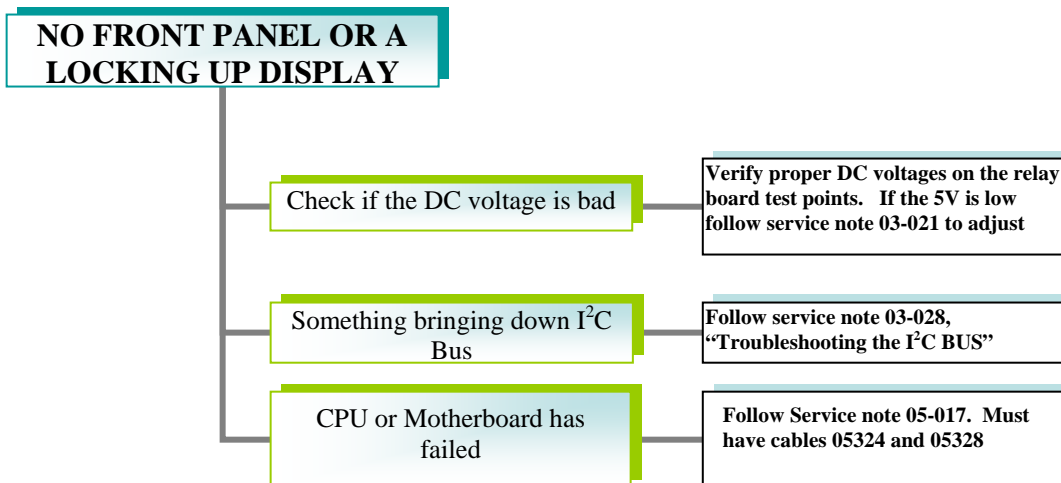 NO FRONT PANEL OR A
LOCKING UP DISPLAY
Check if the DC voltage is bad
Verify proper DC voltages on the relay
board test points. If the 5V is low
follow service note 03-021 to adjust
Something bringing down I²C
Bus
Follow service note 03-028,
“Troubleshooting the I²C BUS”
CPU or Motherboard has
failed
Follow Service note 05-017. Must
have cables 05324 and 05328